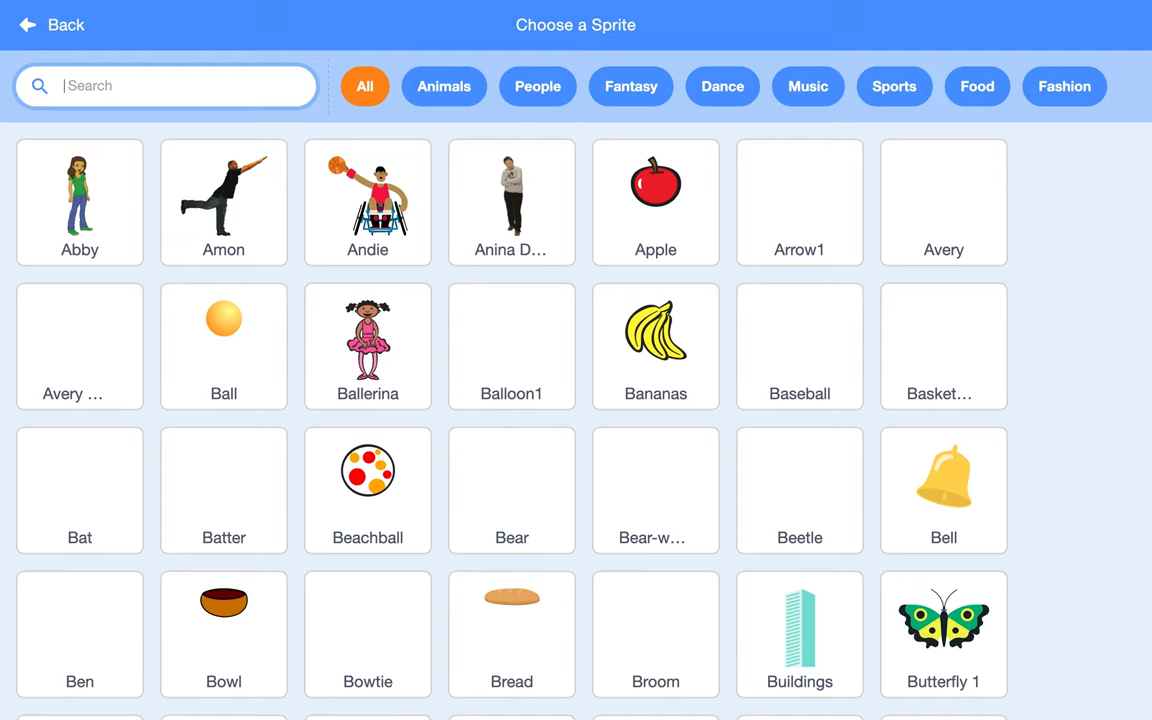 Back
Choose a Sprite
Search
All
Animals
People
Fantasy
Dance
Music
Sports
Food
Fashion
Abby
Amon
Andie
Anina D...
Apple
Arrow1
Avery
Avery ...
Ball
Ballerina
Balloon1
Bananas
Baseball
Basket...
Bat
Batter
Beachball
Bear
Bear-w...
Beetle
Bell
Ben
Bowl
Bowtie
Bread
Broom
Buildings
Butterfly 1